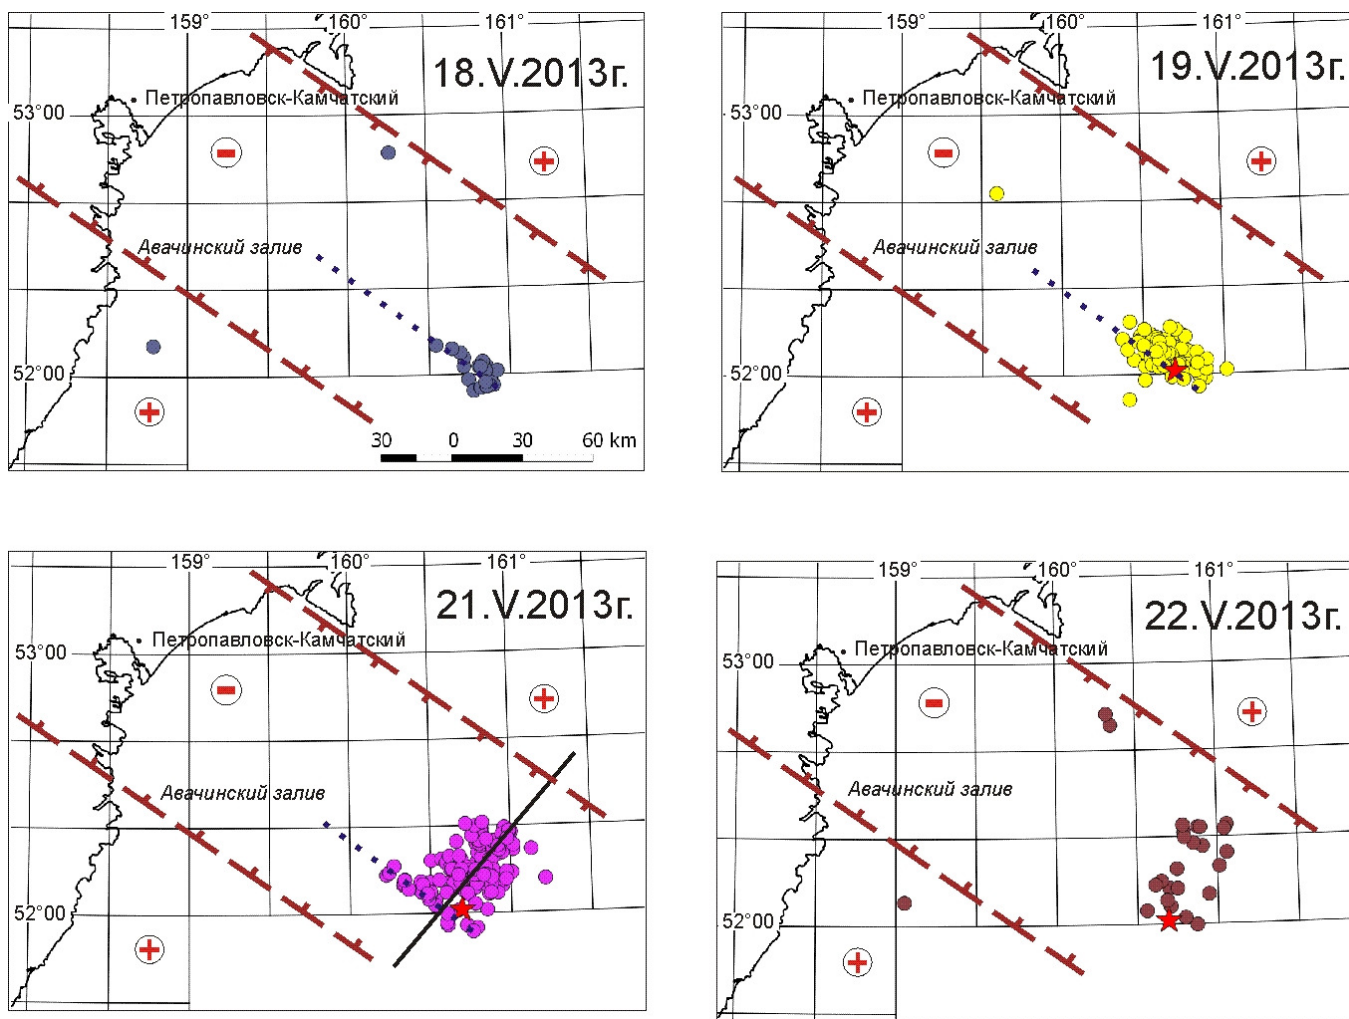 159° 160° 161°
18.V.2013г.
Петропавловск-Камчатский
53°00
Авачинский залив
52°00
30 0 30 60 km
160° 161°
19.V.2013г.
Петропавловск-Камчатский
53°00
Авачинский залив
52°00
159°
159° 160° 161°
21.V.2013г.
Петропавловск-Камчатский
53°00
Авачинский залив
52°00
159° 160° 161°
22.V.2013г.
Петропавловск-Камчатский
53°00
Авачинский залив
52°00